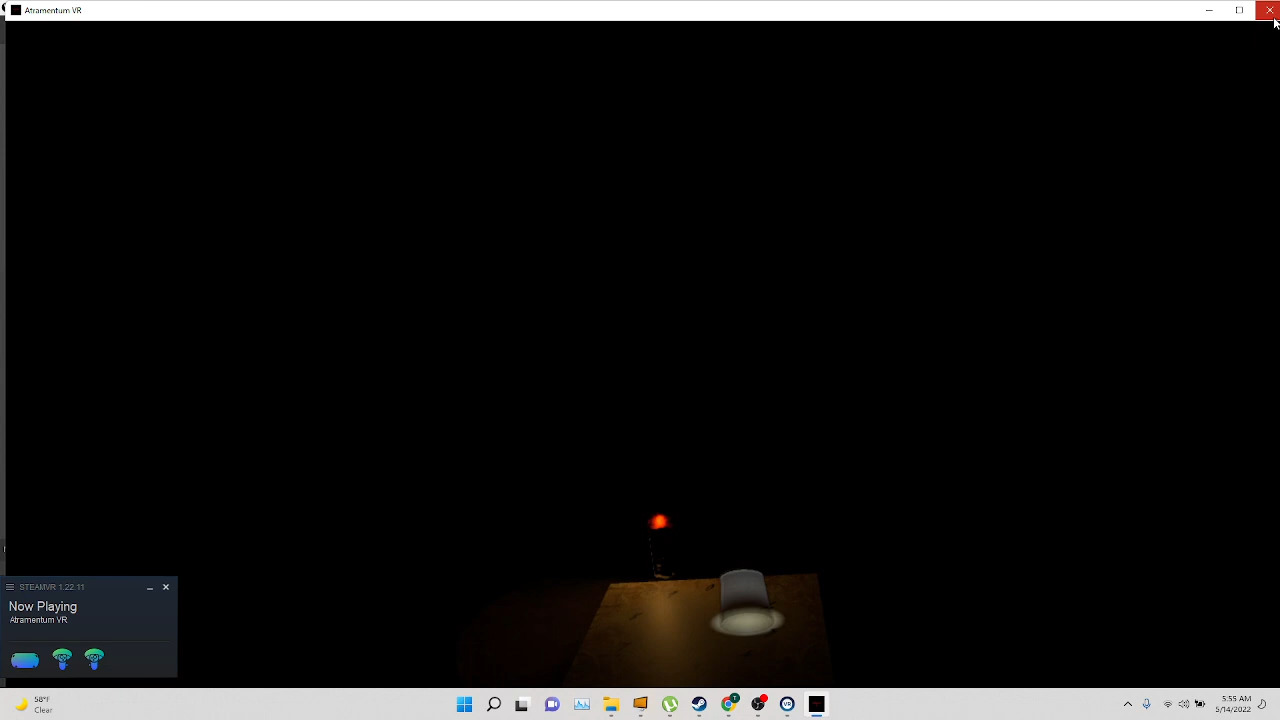 Atramentum VR
STEAMVR 1.22.11
Now Playing
Atramentum VR
58°F
Clear
5:55 AM
5/14/2022